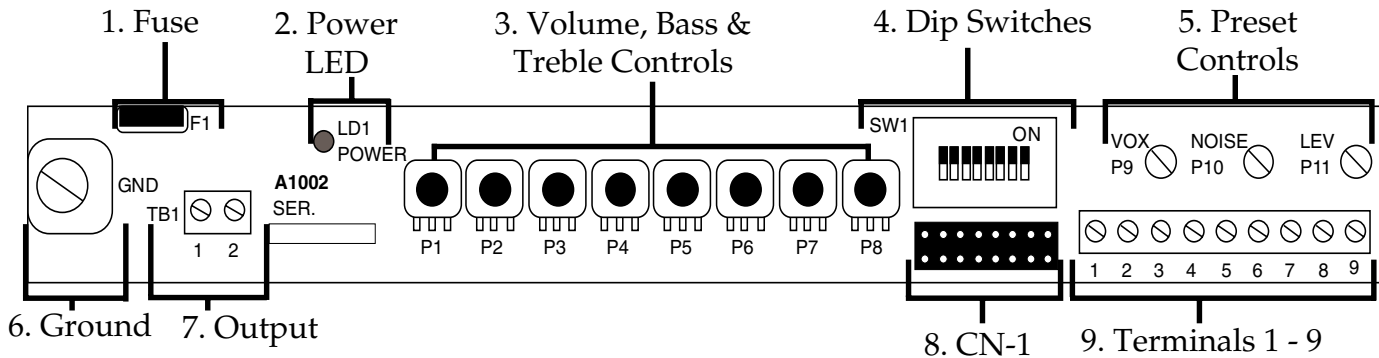 1. Fuse
2. Power
LED
3. Volume, Bass &
Treble Controls
4. Dip Switches
5. Preset
Controls
F1
LD1
POWER
SW1
ON
VOX
P9
NOISE
P10
LEV
P11
GND
TB1
1 2
A1002
SER.
P1 P2 P3 P4 P5 P6 P7 P8
1 2 3 4 5 6 7 8 9
6. Ground
7. Output
8. CN-1
9. Terminals 1 - 9